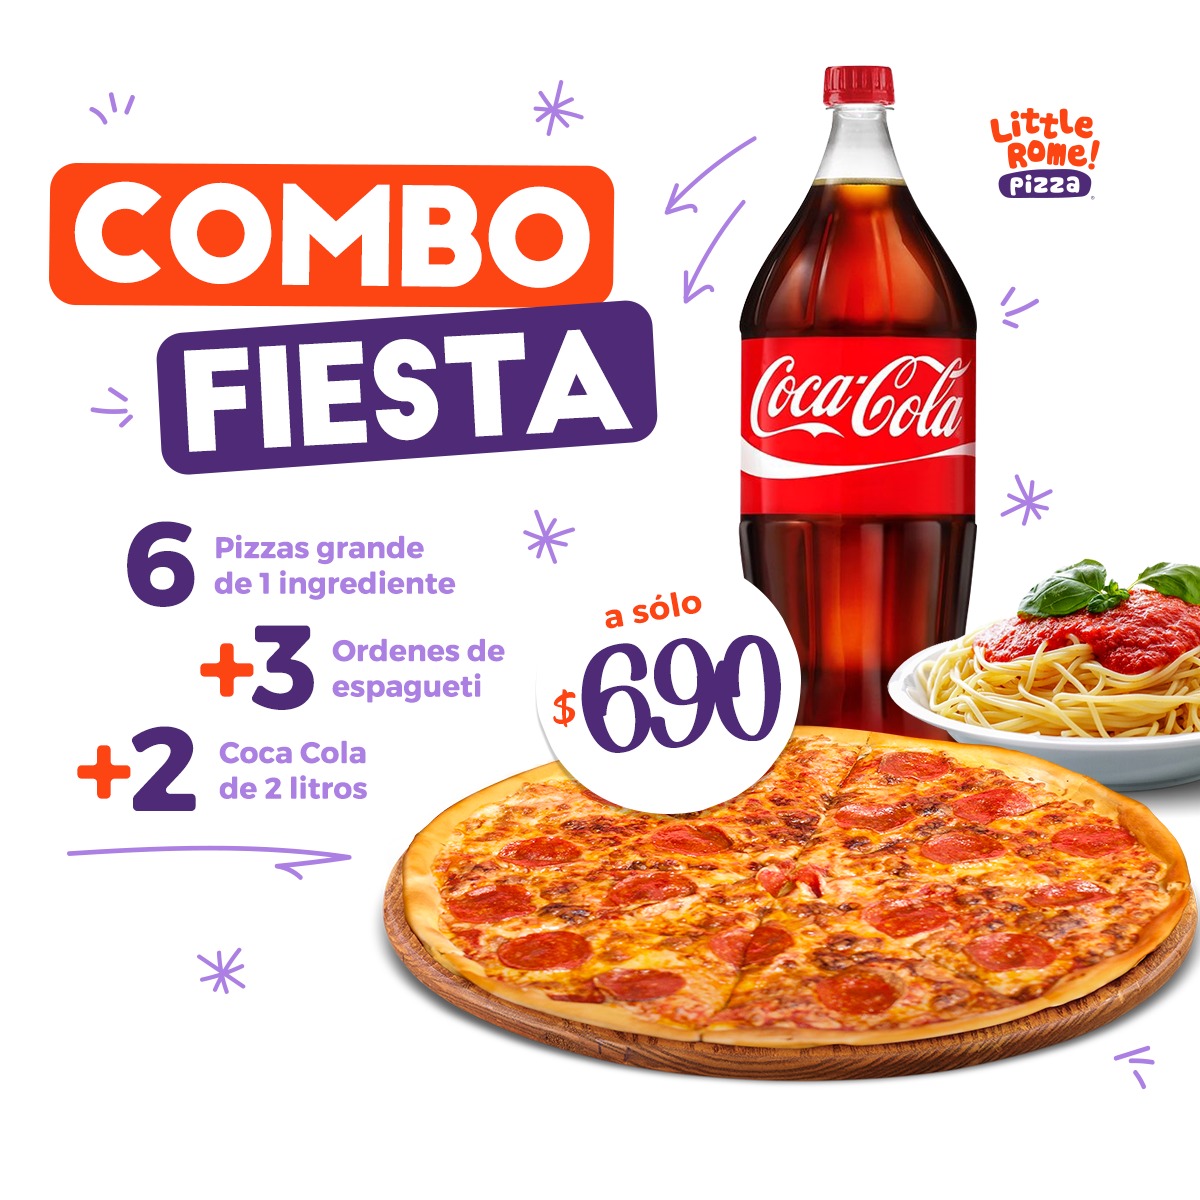 COMBO
FIESTA
Little
Rome!
Pizza
Coca-Cola
6 Pizzas grande
de 1 ingrediente
+3 Ordenes de
espagueti
+2 Coca Cola
de 2 litros
a sólo
$690